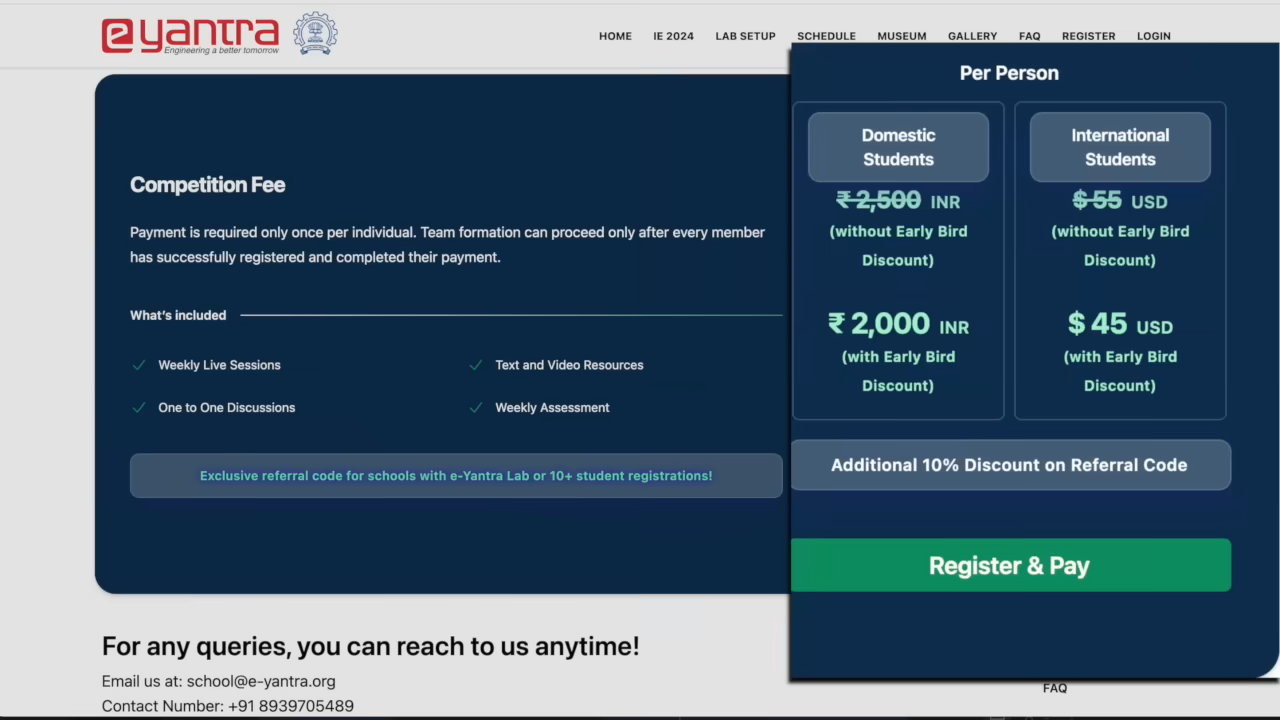 e yantra
Engineering a better tomorrow
HOME IE 2024 LAB SETUP SCHEDULE MUSEUM GALLERY FAQ REGISTER LOGIN
Competition Fee
Payment is required only once per individual. Team formation can proceed only after every member
has successfully registered and completed their payment.
What's included
Weekly Live Sessions
Text and Video Resources
One to One Discussions
Weekly Assessment
Exclusive referral code for schools with e-Yantra Lab or 10+ student registrations!
Per Person
Domestic
Students
₹ 2,500 INR
(without Early Bird
Discount)
₹ 2,000 INR
(with Early Bird
Discount)
International
Students
$ 55 USD
(without Early Bird
Discount)
$ 45 USD
(with Early Bird
Discount)
Additional 10% Discount on Referral Code
Register & Pay
For any queries, you can reach to us anytime!
Email us at: school@e-yantra.org
Contact Number: +91 8939705489
FAQ